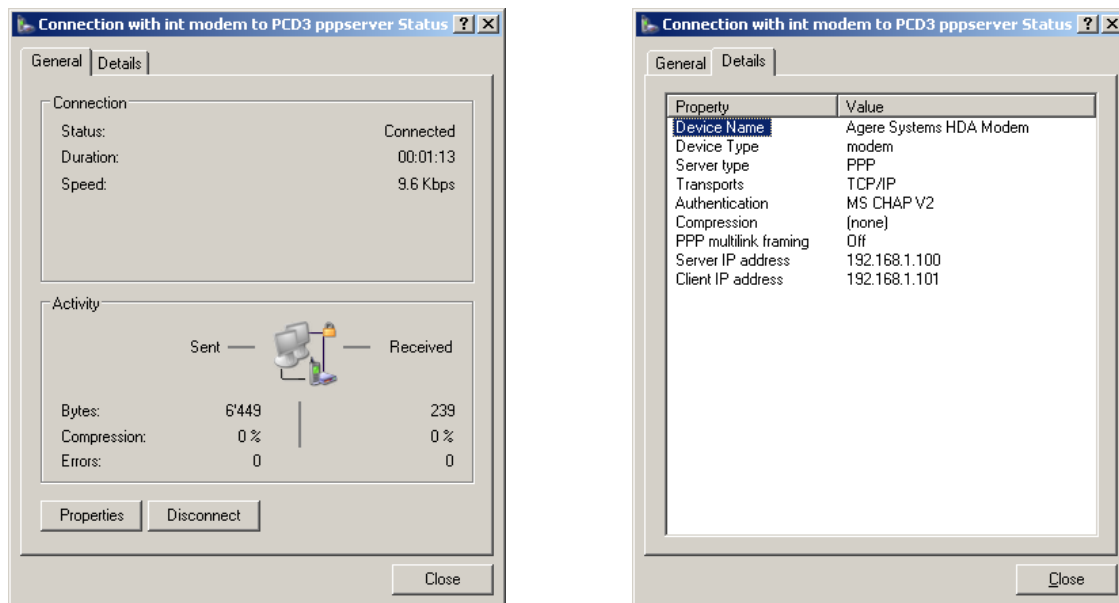 Connection with int modem to PCD3 pppserver Status
General Details
Connection
Status: Connected
Duration: 00:01:13
Speed: 9.6 Kbps
Activity
Sent Received
Bytes: 6'449 239
Compression: 0 % 0 %
Errors: 0 0
Properties Disconnect
Close
Connection with int modem to PCD3 pppserver Status
General Details
Property Value
Device Name Agere Systems HDA Modem
Device Type modem
Server type PPP
Transports TCP/IP
Authentication MS CHAP V2
Compression (none)
PPP multilink framing Off
Server IP address 192.168.1.100
Client IP address 192.168.1.101
Close